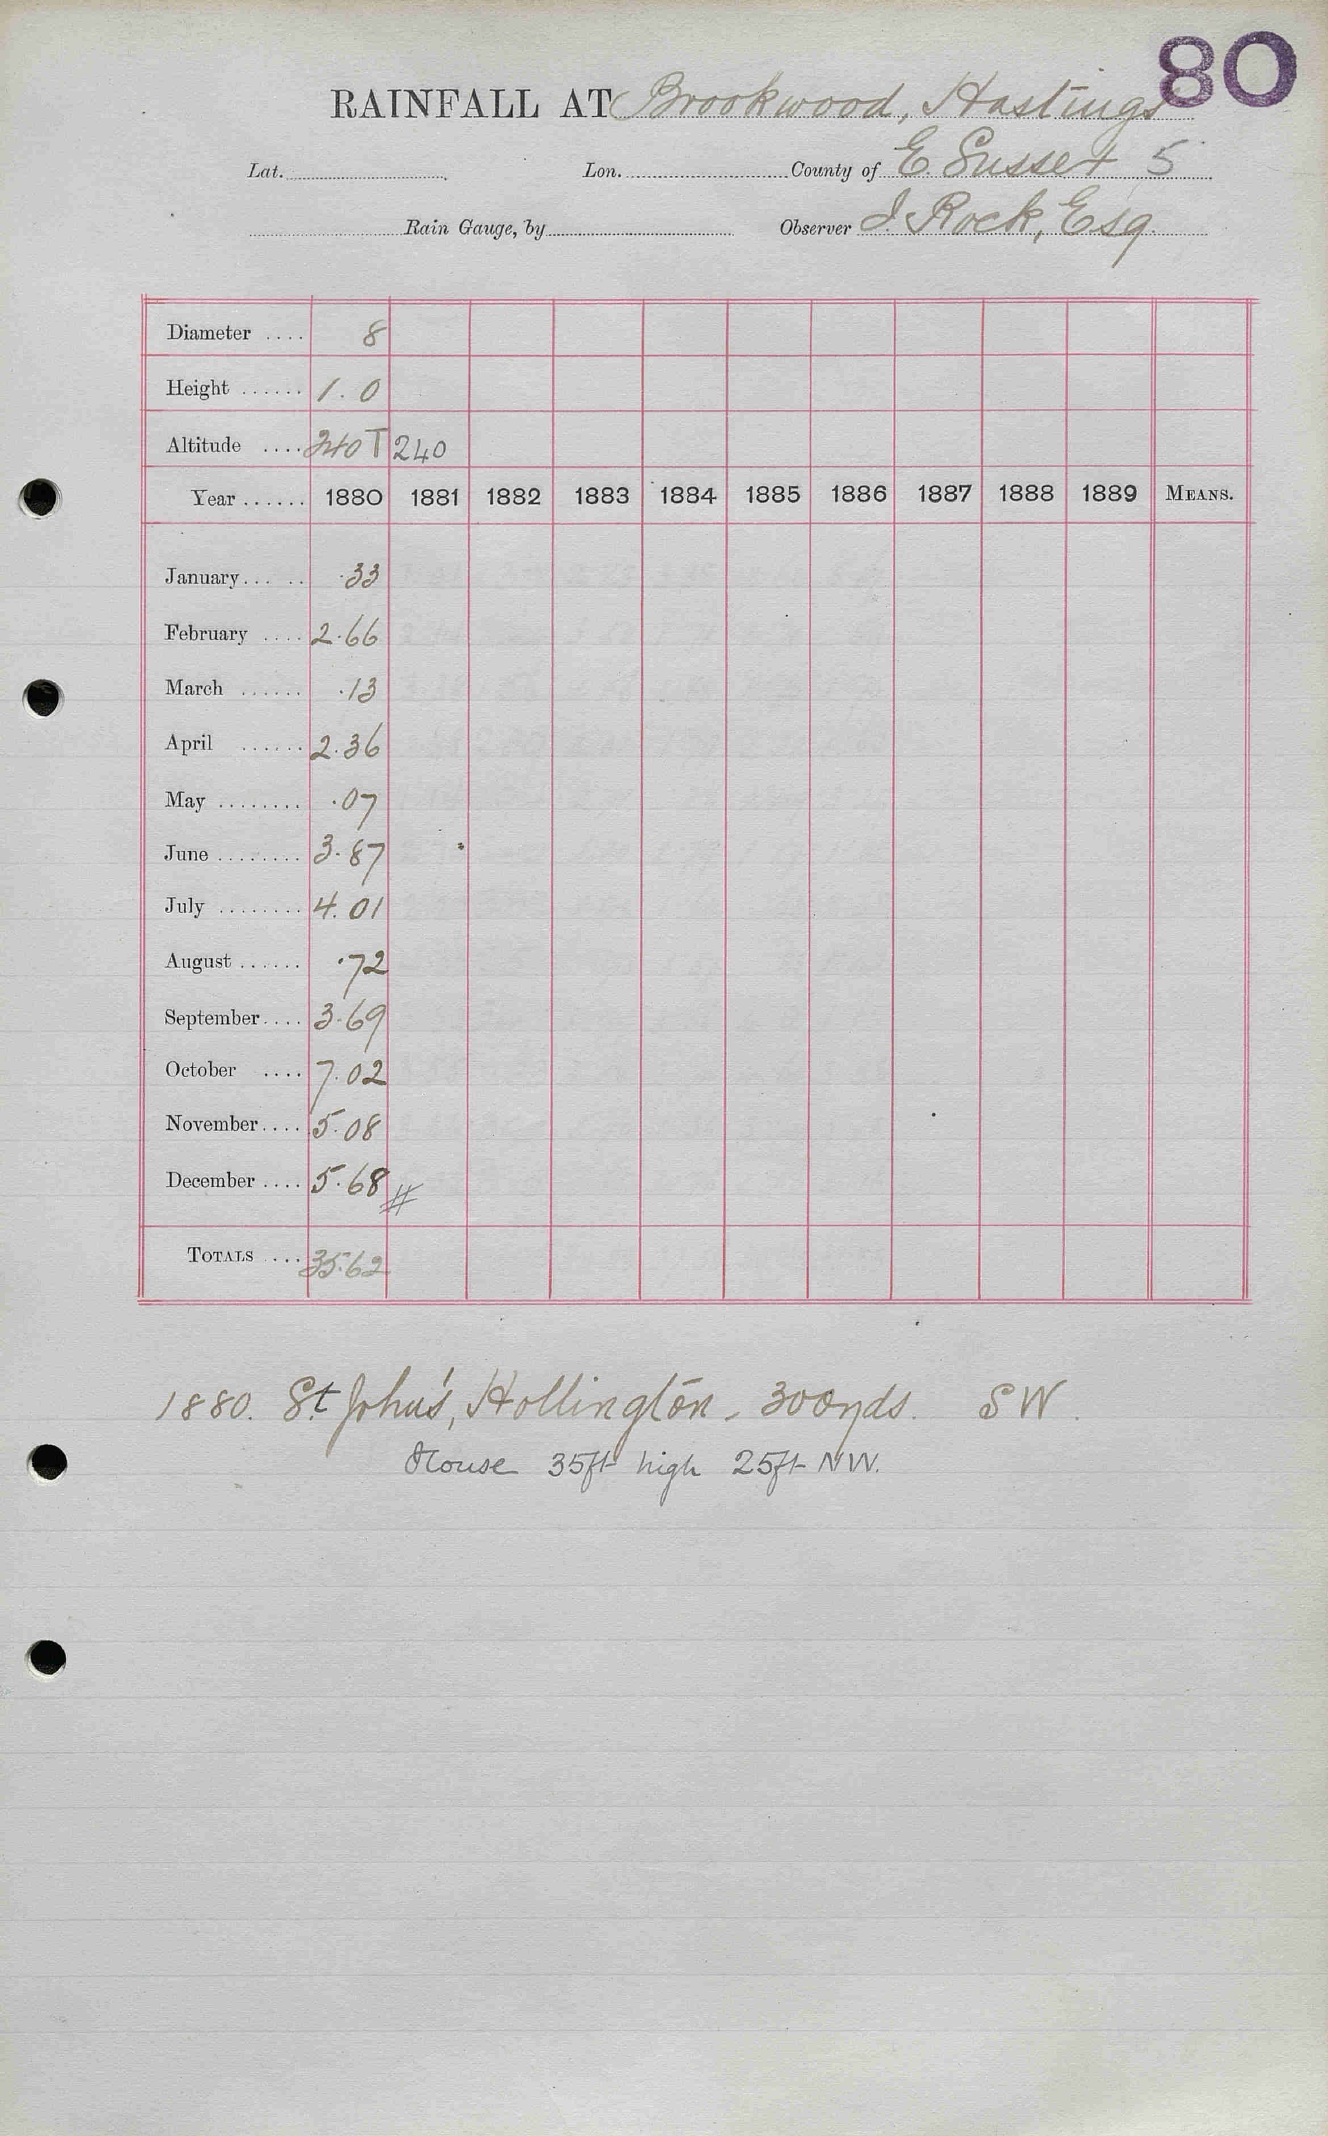 80
RAINFALL AT Brookwood, Hastings
Lat. Lon. County of E. Sussex 5
Rain Gauge, by Observer J. Rock, Esq.
Diameter .... 8
Height ...... 1.0
Altitude .... 240 T 240
Year ...... 1880 1881 1882 1883 1884 1885 1886 1887 1888 1889 MEANS.
January... .. .33
February .... 2.66
March ...... .13
April ...... 2.36
May ........ .07
June ........ 3.87
July ........ 4.01
August ...... .72
September.... 3.69
October .... 7.02
November.... 5.08
December .... 5.68 #
TOTALS .... 35.62
1880. St. John's, Hollington - 300yds. SW.
House 35ft high 25ft NW.